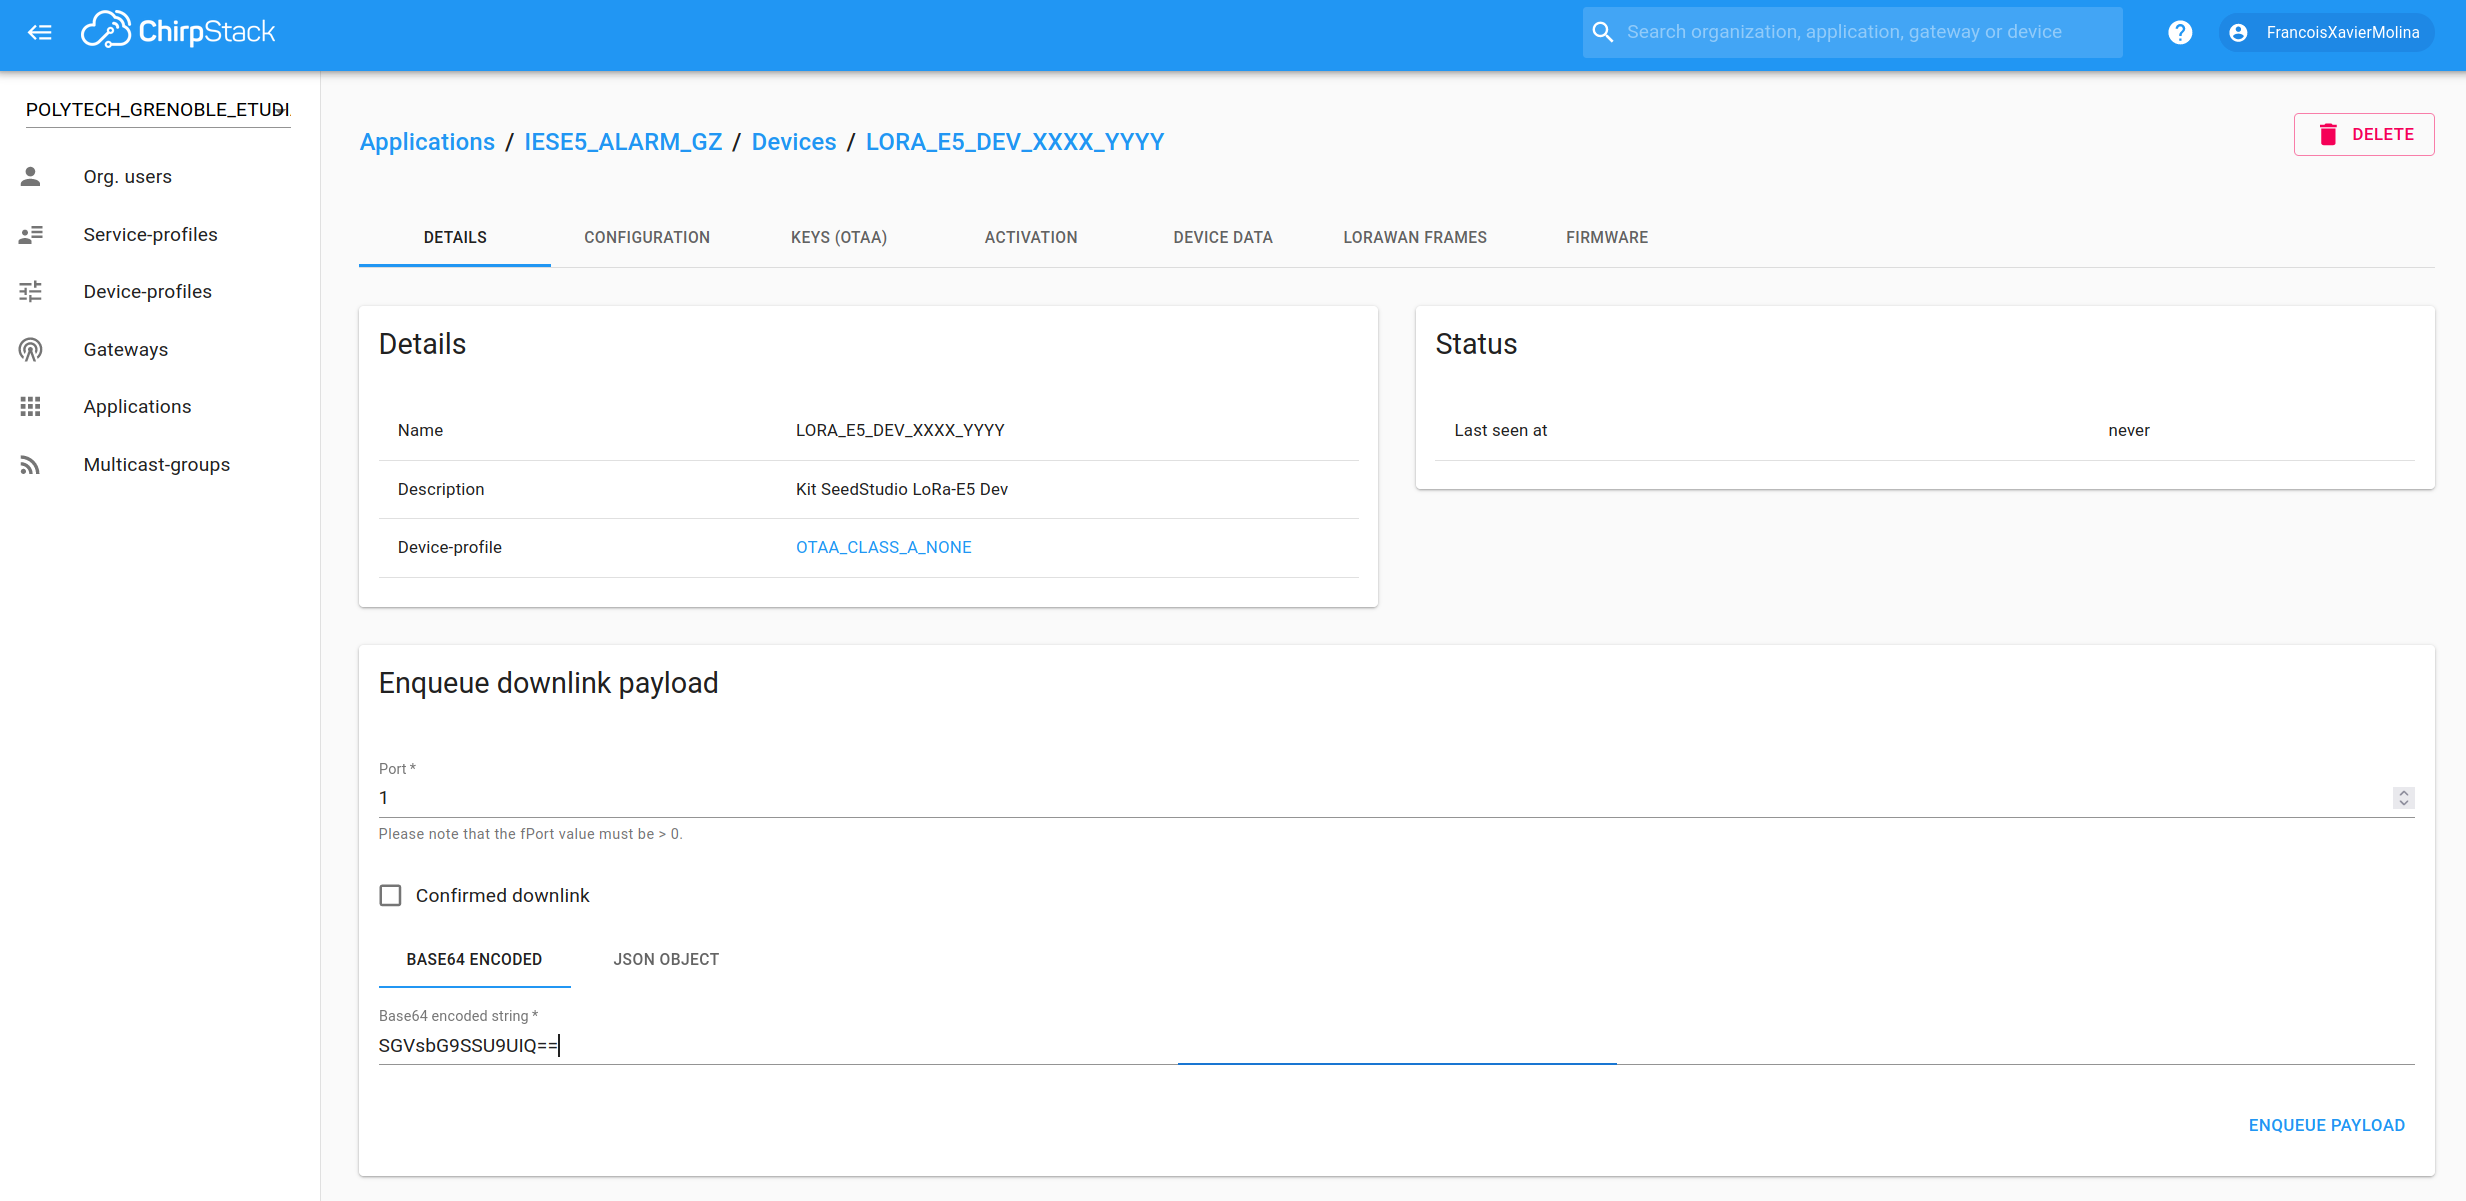 ChirpStack
Search organization, application, gateway or device
FrancoisXavierMolina
POLYTECH_GRENOBLE_ETUDI
Org. users
Service-profiles
Device-profiles
Gateways
Applications
Multicast-groups
Applications / IESE5_ALARM_GZ / Devices / LORA_E5_DEV_XXXX_YYYY
DELETE
DETAILS CONFIGURATION KEYS (OTAA) ACTIVATION DEVICE DATA LORAWAN FRAMES FIRMWARE
Details
Name LORA_E5_DEV_XXXX_YYYY
Description Kit SeedStudio LoRa-E5 Dev
Device-profile OTAA_CLASS_A_NONE
Status
Last seen at never
Enqueue downlink payload
Port *
1
Please note that the fPort value must be > 0.
Confirmed downlink
BASE64 ENCODED JSON OBJECT
Base64 encoded string *
SGVsbG9SSU9UIQ==
ENQUEUE PAYLOAD